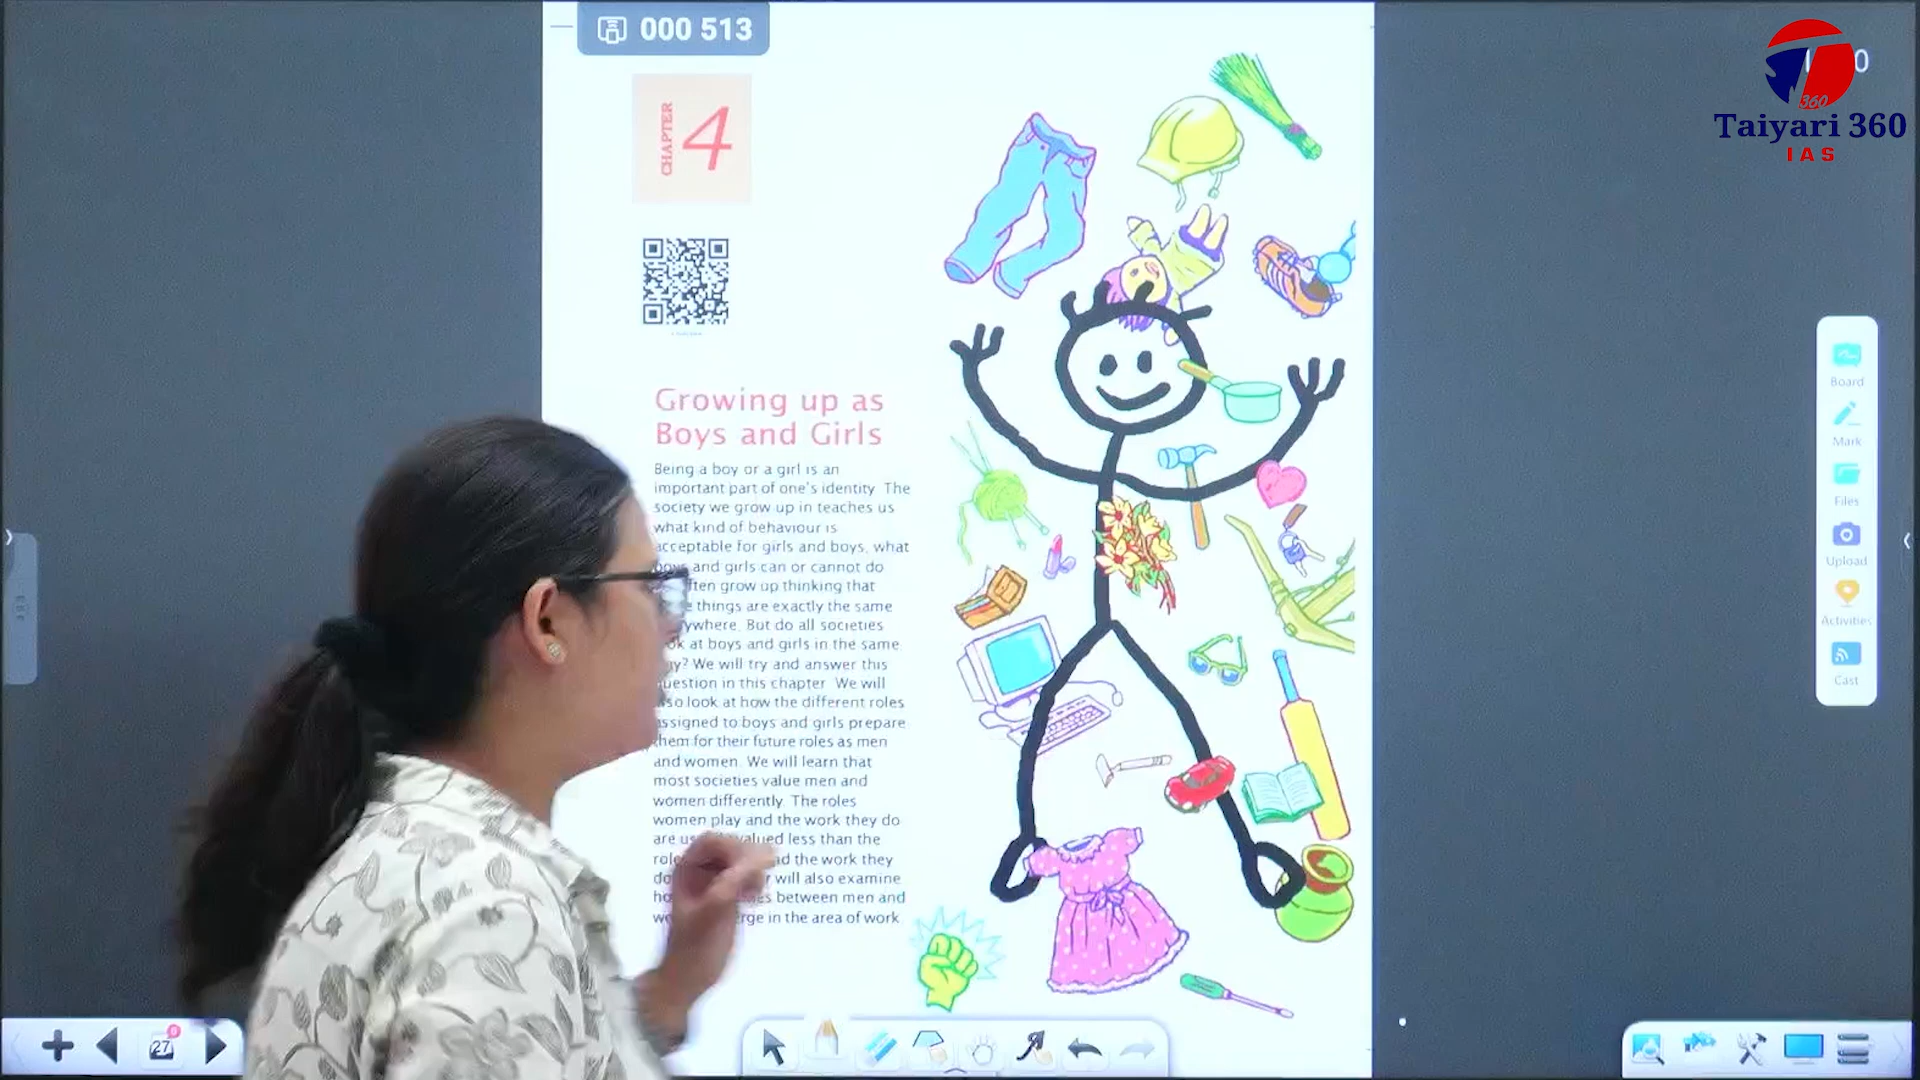 000 513
360
Taiyari 360
IAS
CHAPTER
4
Growing up as
Boys and Girls
Being a boy or a girl is an
important part of one's identity. The
society we grow up in teaches us
what kind of behaviour is
acceptable for girls and boys, what
boys and girls can or cannot do
often grow up thinking that
things are exactly the same
But do all societies
at boys and girls in the same
We will try and answer this
question in this chapter. We will
also look at how the different roles
assigned to boys and girls prepare
them for their future roles as men
and women. We will learn that
most societies value men and
women differently. The roles
women play and the work they do
are valued less than the
the work they
do will also examine
between men and
in the area of work
Board
Mark
Files
Upload
Activities
Cast
27